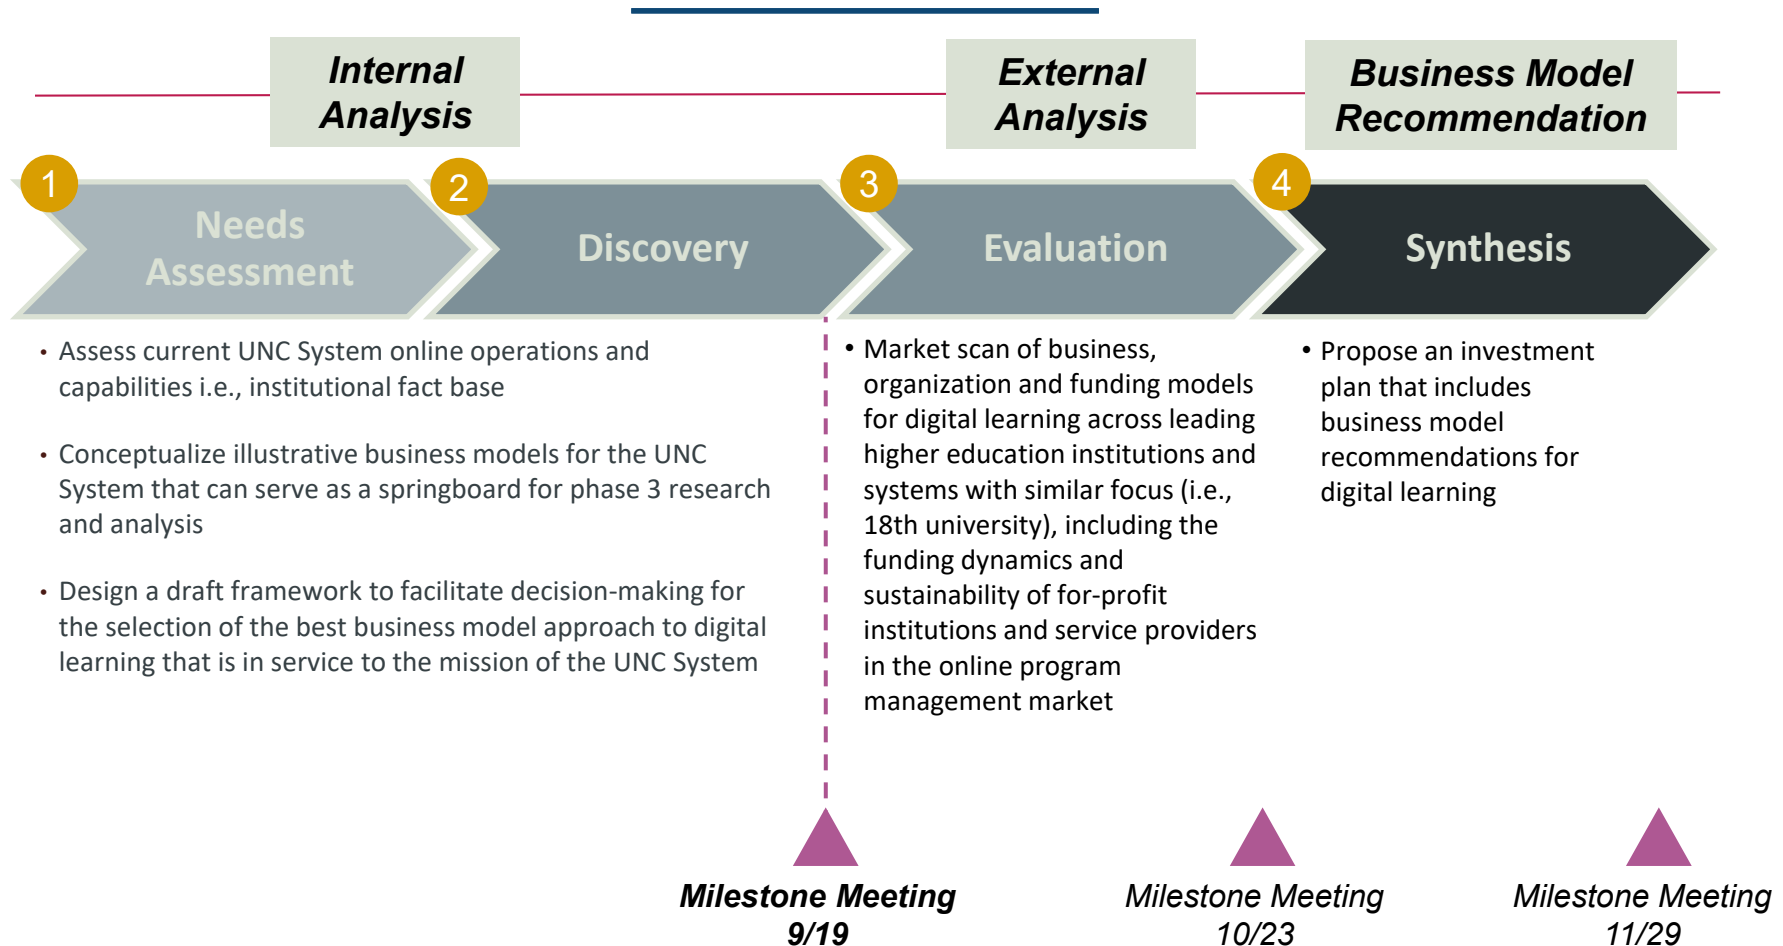 Internal
Analysis
External
Analysis
Business Model
Recommendation
1
2
3
4
Needs
Assessment
Discovery
Evaluation
Synthesis
• Assess current UNC System online operations and
capabilities i.e., institutional fact base
• Conceptualize illustrative business models for the UNC
System that can serve as a springboard for phase 3 research
and analysis
• Design a draft framework to facilitate decision-making for
the selection of the best business model approach to digital
learning that is in service to the mission of the UNC System
• Market scan of business,
organization and funding models
for digital learning across leading
higher education institutions and
systems with similar focus (i.e.,
18th university), including the
funding dynamics and
sustainability of for-profit
institutions and service providers
in the online program
management market
• Propose an investment
plan that includes
business model
recommendations for
digital learning
Milestone Meeting
9/19
Milestone Meeting
10/23
Milestone Meeting
11/29